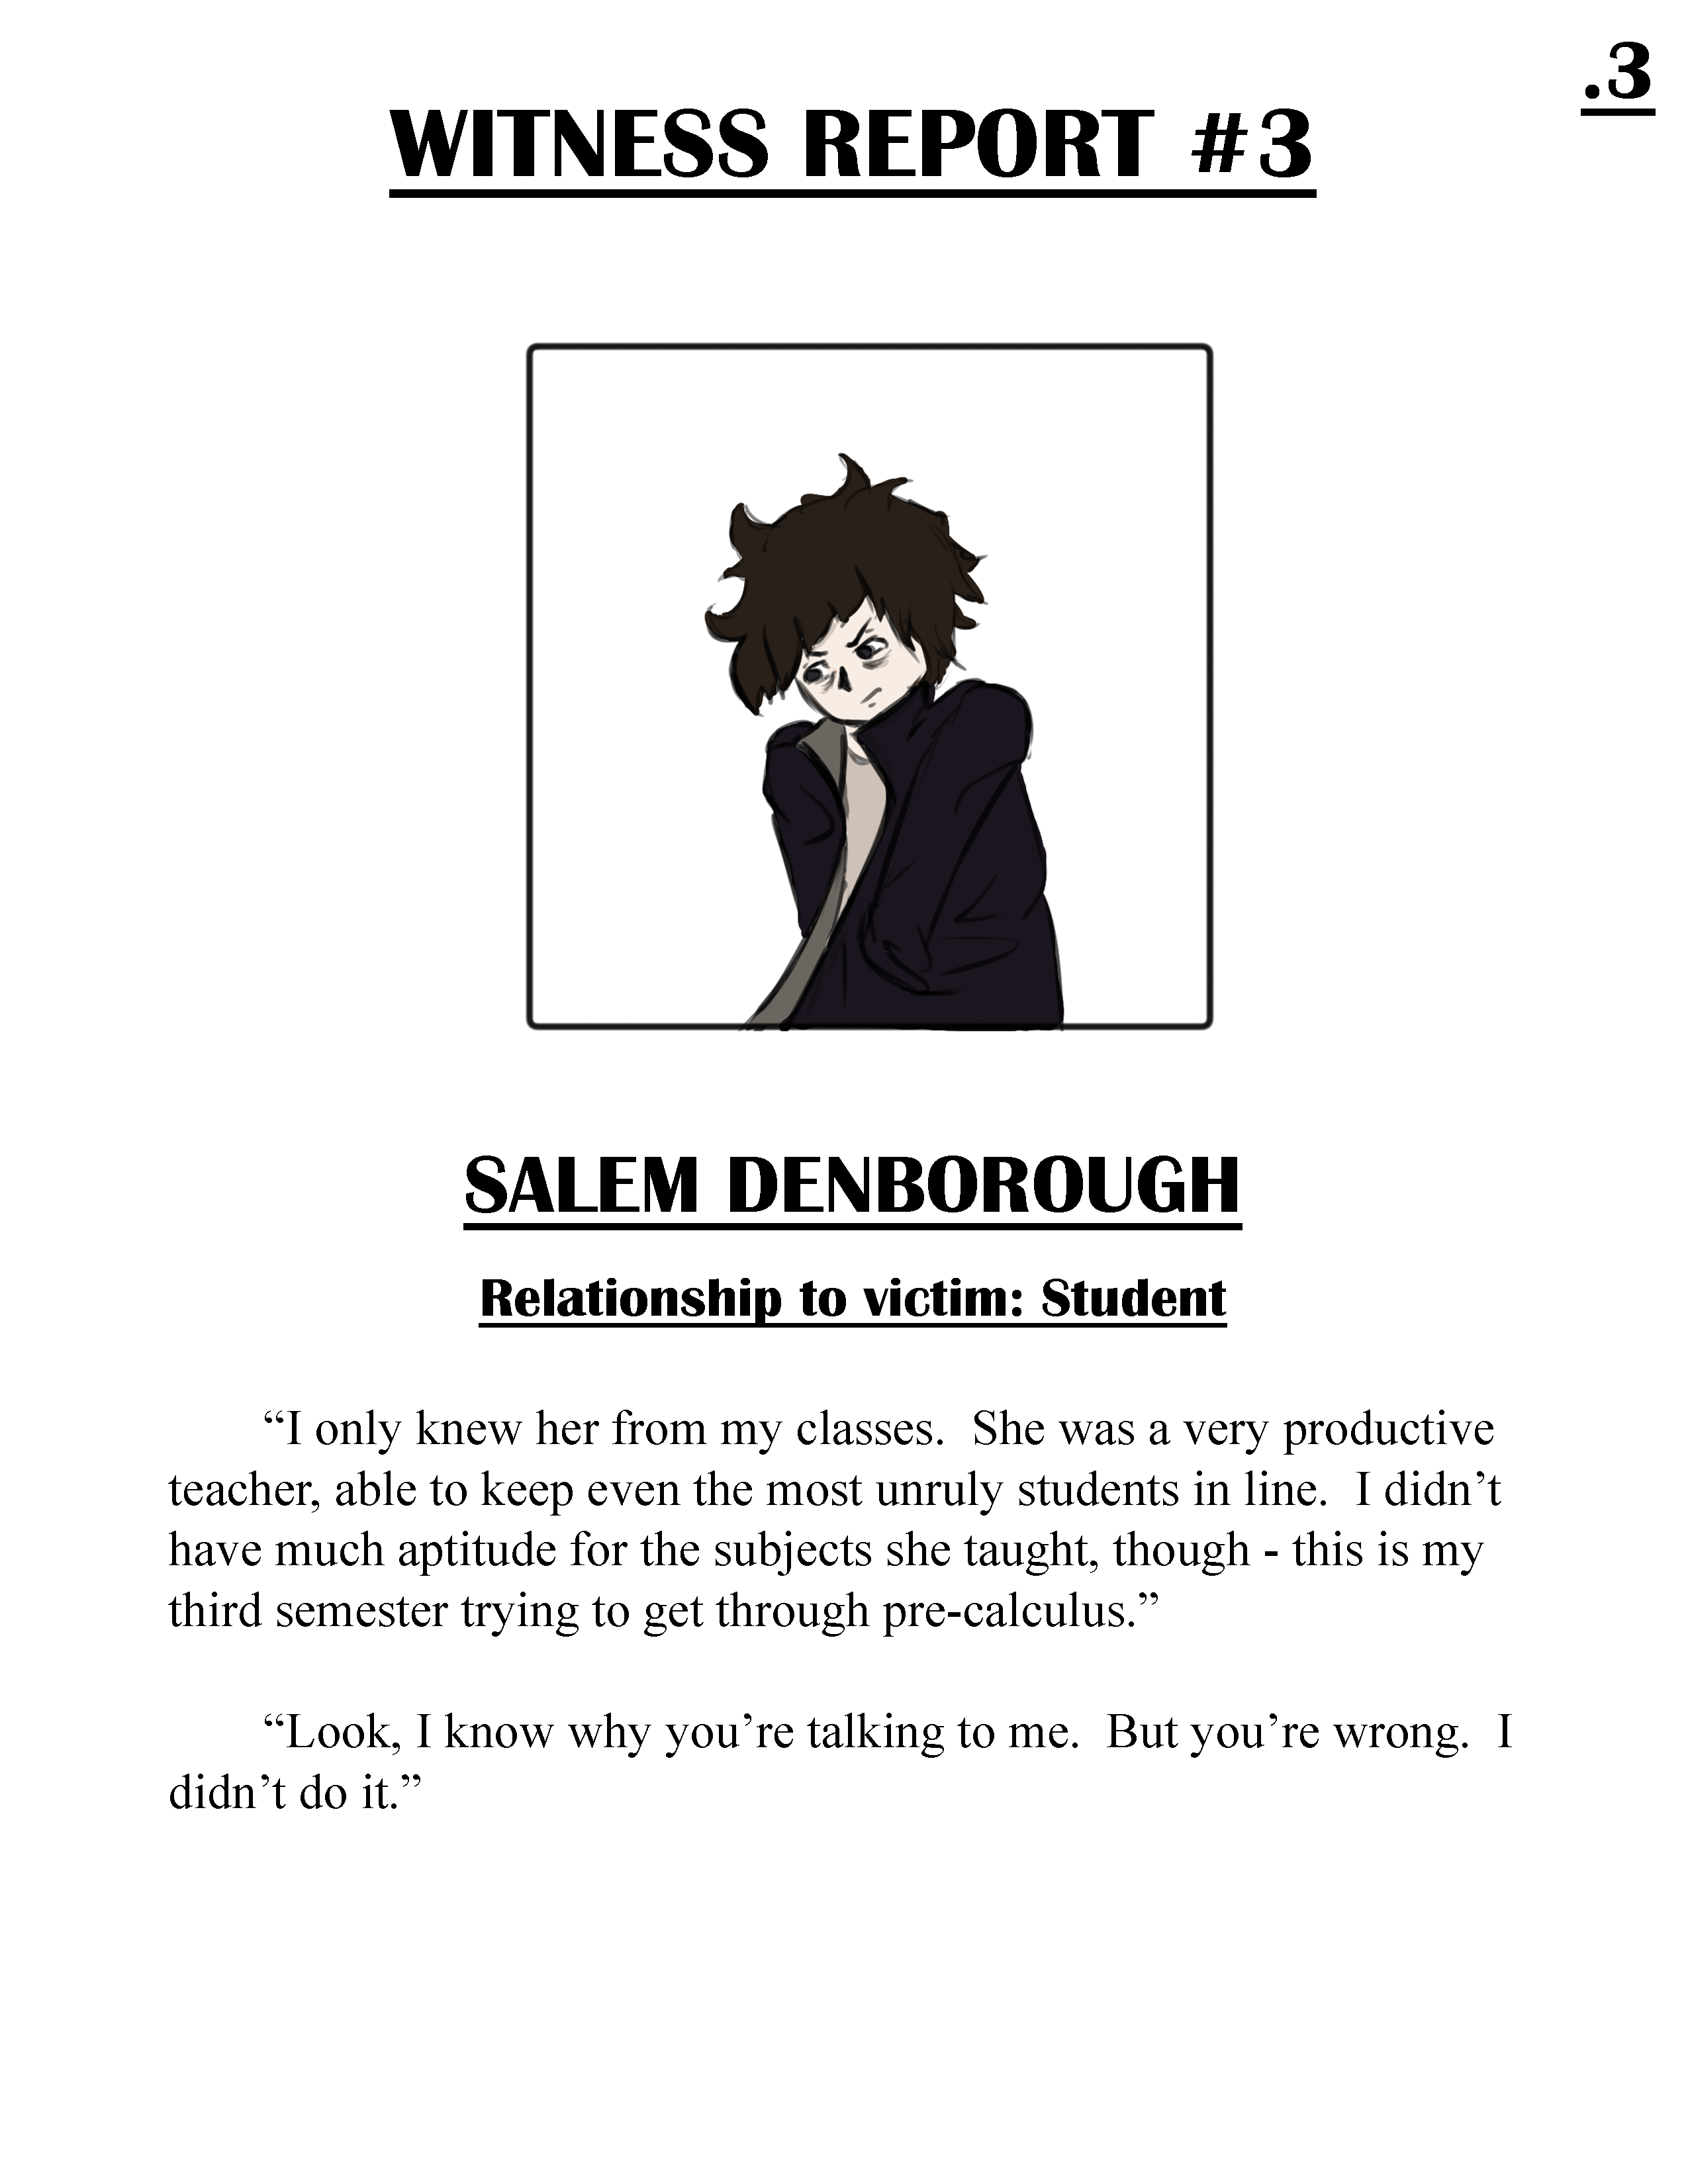 .3
WITNESS REPORT #3
SALEM DENBOROUGH
Relationship to victim: Student
“I only knew her from my classes.  She was a very productive
teacher, able to keep even the most unruly students in line.  I didn’t
have much aptitude for the subjects she taught, though - this is my
third semester trying to get through pre-calculus.”
“Look, I know why you’re talking to me.  But you’re wrong.  I
didn’t do it.”